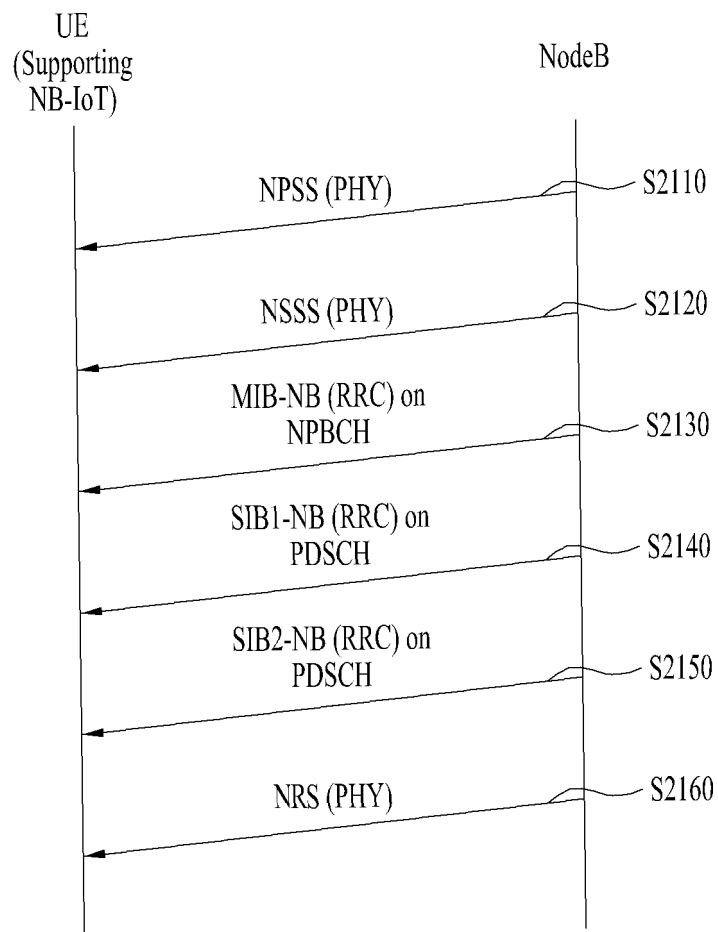 UE
(Supporting
NB-IoT)
NodeB
NPSS (PHY)
S2110
NSSS (PHY)
S2120
MIB-NB (RRC) on
NPBCH
S2130
SIB1-NB (RRC) on
PDSCH
S2140
SIB2-NB (RRC) on
PDSCH
S2150
NRS (PHY)
S2160